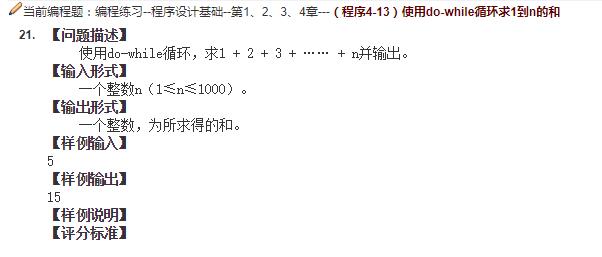 当前编程题：编程练习--程序设计基础--第1、2、3、4章---（程序4-13）使用do-while循环求1到n的和
21. 【问题描述】
使用do-while循环，求1 + 2 + 3 + …… + n并输出。
【输入形式】
一个整数n（1≤n≤1000）。
【输出形式】
一个整数，为所求得的和。
【样例输入】
5
【样例输出】
15
【样例说明】
【评分标准】